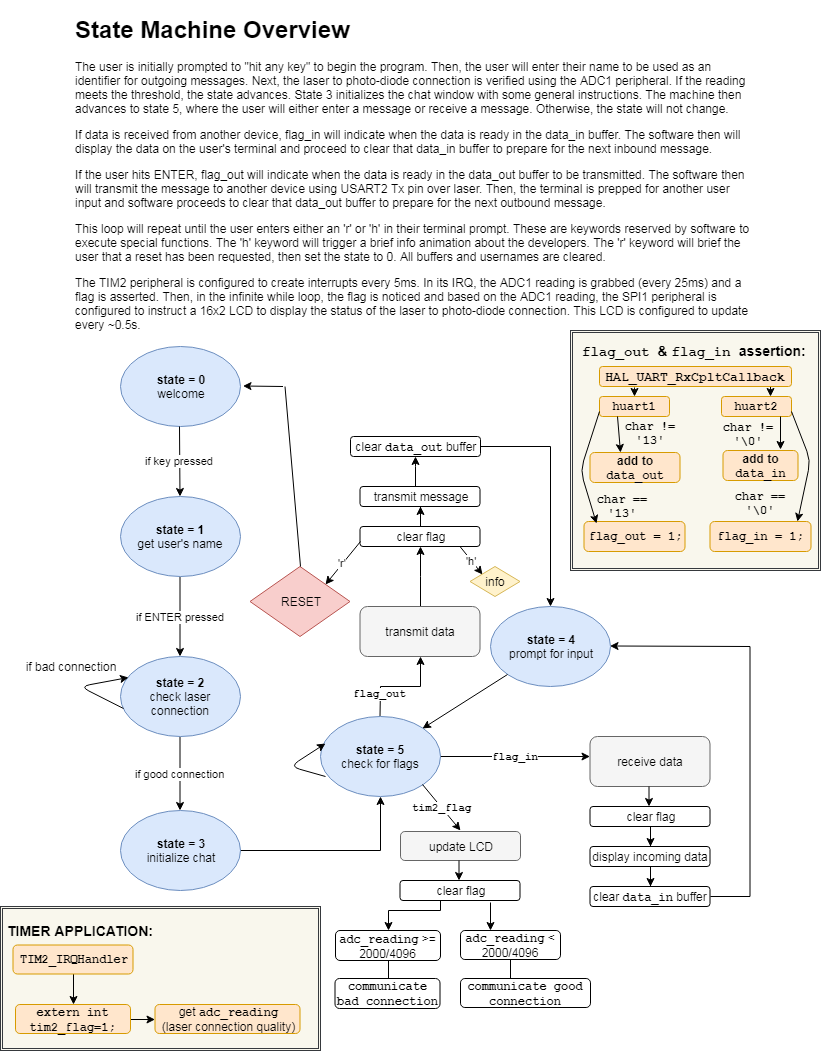 State Machine Overview
The user is initially prompted to "hit any key" to begin the program. Then, the user will enter their name to be used as an
identifier for outgoing messages. Next, the laser to photo-diode connection is verified using the ADC1 peripheral. If the reading
meets the threshold, the state advances. State 3 initializes the chat window with some general instructions. The machine then
advances to state 5, where the user will either enter a message or receive a message. Otherwise, the state will not change.
If data is received from another device, flag_in will indicate when the data is ready in the data_in buffer. The software then will
display the data on the user's terminal and proceed to clear that data_in buffer to prepare for the next inbound message.
If the user hits ENTER, flag_out will indicate when the data is ready in the data_out buffer to be transmitted. The software then
will transmit the message to another device using USART2 Tx pin over laser. Then, the terminal is prepped for another user
input and software proceeds to clear that data_out buffer to prepare for the next outbound message.
This loop will repeat until the user enters either an 'r' or 'h' in their terminal prompt. These are keywords reserved by software to
execute special functions. The 'h' keyword will trigger a brief info animation about the developers. The 'r' keyword will brief the
user that a reset has been requested, then set the state to 0. All buffers and usernames are cleared.
The TIM2 peripheral is configured to create interrupts every 5ms. In its IRQ, the ADC1 reading is grabbed (every 25ms) and a
flag is asserted. Then, in the infinite while loop, the flag is noticed and based on the ADC1 reading, the SPI1 peripheral is
configured to instruct a 16x2 LCD to display the status of the laser to photo-diode connection. This LCD is configured to update
every ~0.5s.
flag_out & flag_in assertion:
HAL_UART_RxCpltCallback
huart1
huart2
char !=
'13'
char !=
'\0'
add to
data_out
add to
data_in
char ==
'13'
char ==
'\0'
flag_out = 1;
flag_in = 1;
state = 0
welcome
if key pressed
state = 1
get user's name
if ENTER pressed
if bad connection
state = 2
check laser
connection
if good connection
state = 3
initialize chat
clear data_out buffer
transmit message
clear flag
'r'
'h'
RESET
info
transmit data
state = 4
prompt for input
flag_out
state = 5
check for flags
flag_in
receive data
tim2_flag
clear flag
update LCD
display incoming data
clear flag
clear data_in buffer
adc_reading >=
2000/4096
adc_reading <
2000/4096
communicate
bad connection
communicate good
connection
TIMER APPLICATION:
TIM2_IRQHandler
extern int
tim2_flag=1;
get adc_reading
(laser connection quality)